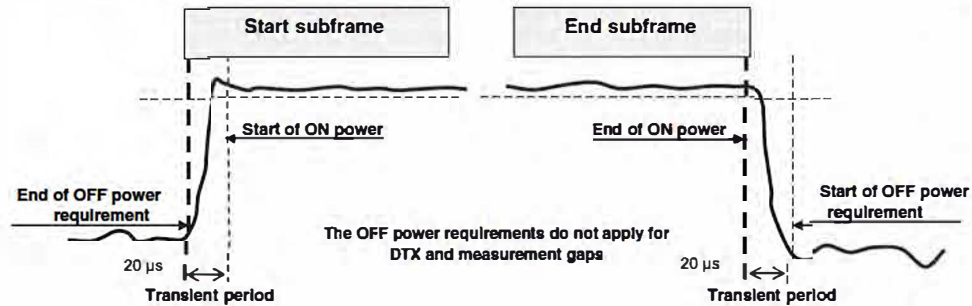 Start subframe
End subframe
Start of ON power
End of ON power
End of OFF power
requirement
Start of OFF power
requirement
The OFF power requirements do not apply for
DTX and measurement gaps
20 µs
20 µs
Transient period
Transient period